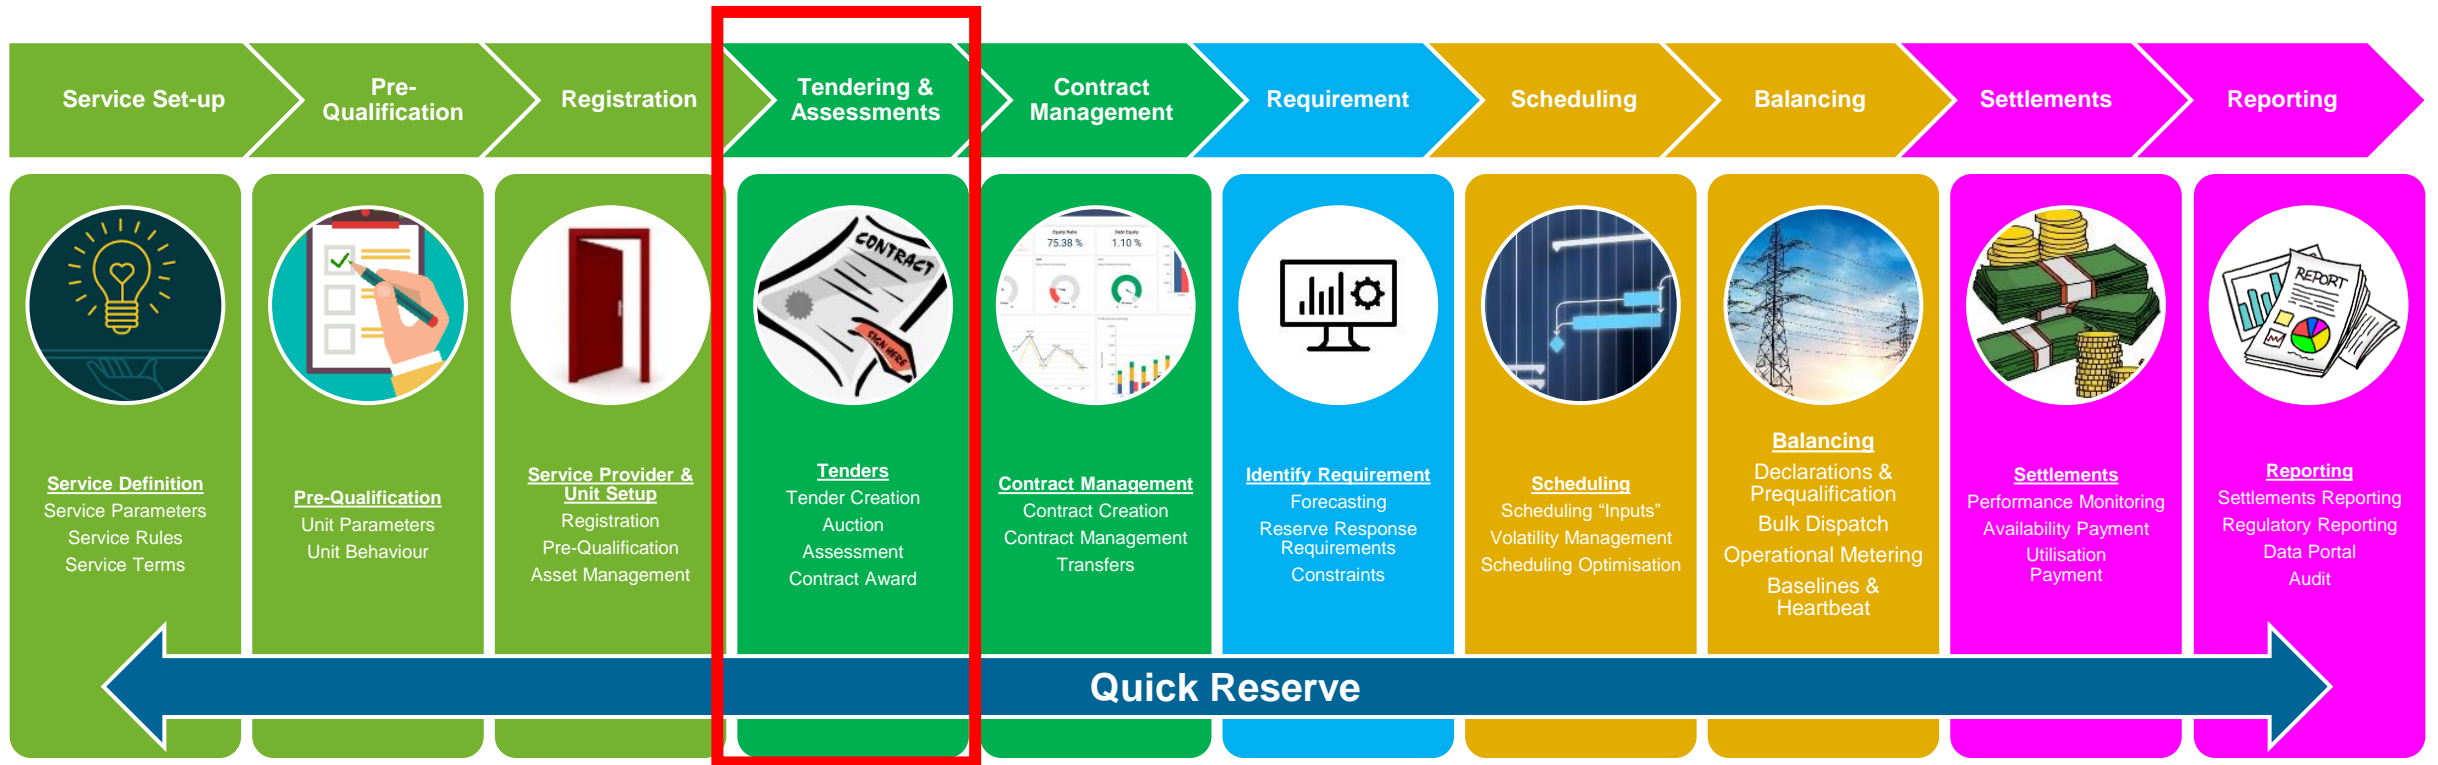 Service Set-up
Pre-
Qualification
Registration
Tendering &
Assessments
Contract
Management
Requirement
Scheduling
Balancing
Settlements
Reporting
CONTRACT
SIGN HERE
Equity Ratio
75.38 %
Debt Equity
1.10 %
REPORT
Service Definition
Service Parameters
Service Rules
Service Terms
Pre-Qualification
Unit Parameters
Unit Behaviour
Service Provider &
Unit Setup
Registration
Pre-Qualification
Asset Management
Tenders
Tender Creation
Auction
Assessment
Contract Award
Contract Management
Contract Creation
Contract Management
Transfers
Identify Requirement
Forecasting
Reserve Response
Requirements
Constraints
Scheduling
Scheduling “Inputs”
Volatility Management
Scheduling Optimisation
Balancing
Declarations &
Prequalification
Bulk Dispatch
Operational Metering
Baselines &
Heartbeat
Settlements
Performance Monitoring
Availability Payment
Utilisation
Payment
Reporting
Settlements Reporting
Regulatory Reporting
Data Portal
Audit
Quick Reserve